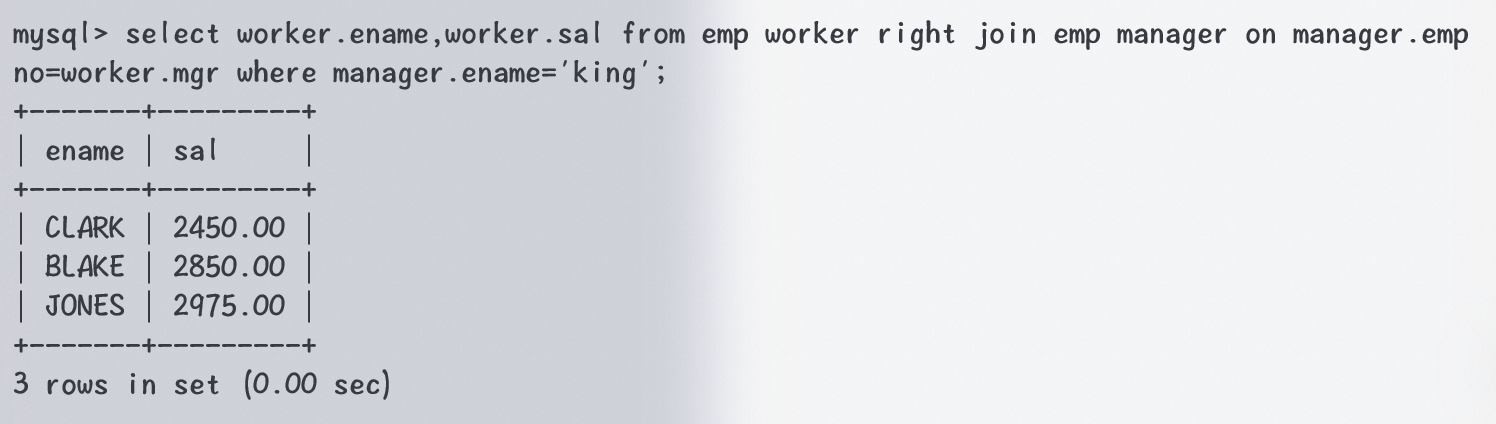 mysql> select worker.ename,worker.sal from emp worker right join emp manager on manager.emp
no=worker.mgr where manager.ename='king';
+-------+---------+
| ename | sal     |
+-------+---------+
| CLARK | 2450.00 |
| BLAKE | 2850.00 |
| JONES | 2975.00 |
+-------+---------+
3 rows in set (0.00 sec)